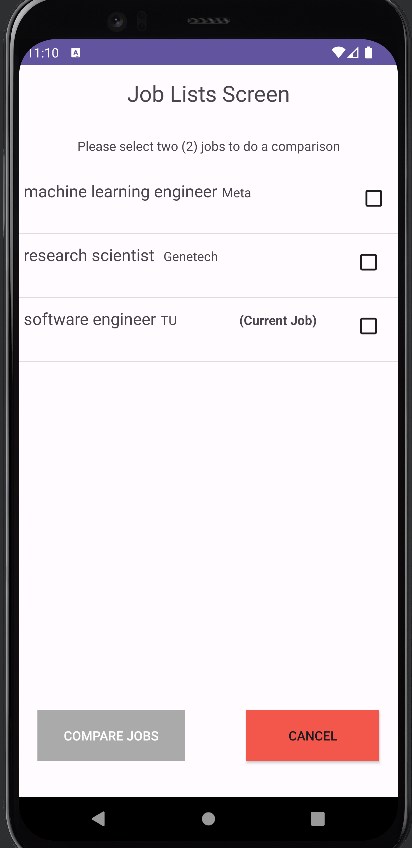 11:10 A
Job Lists Screen
Please select two (2) jobs to do a comparison
machine learning engineer Meta
research scientist Genetech
software engineer TU (Current Job)
COMPARE JOBS CANCEL